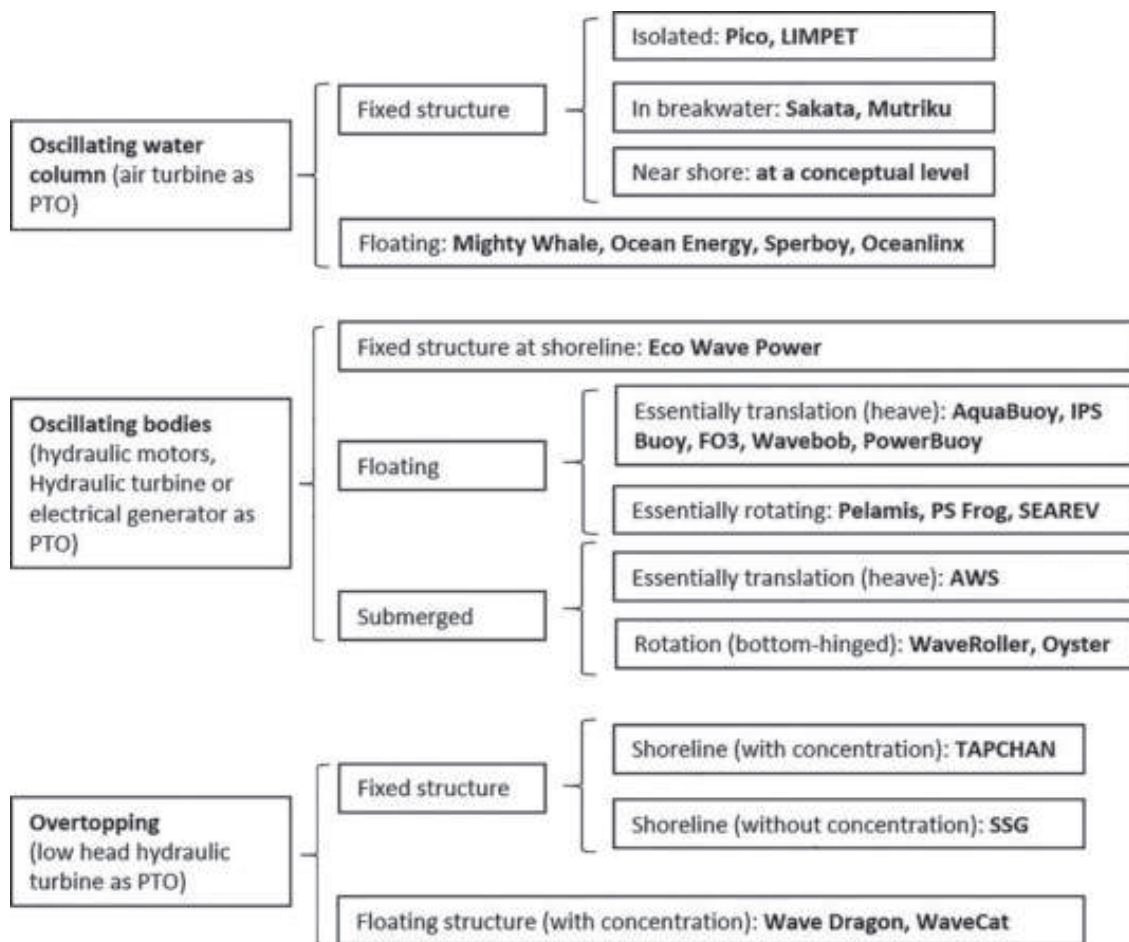 Isolated: Pico, LIMPET
Fixed structure
In breakwater: Sakata, Mutriku
Oscillating water
column (air turbine as
PTO)
Near shore: at a conceptual level
Floating: Mighty Whale, Ocean Energy, Sperboy, Oceanlinx
Fixed structure at shoreline: Eco Wave Power
Oscillating bodies
(hydraulic motors,
Hydraulic turbine or
electrical generator as
PTO)
Floating
Essentially translation (heave): AquaBuoy, IPS
Buoy, FO3, Wavebob, PowerBuoy
Essentially rotating: Pelamis, PS Frog, SEAREV
Submerged
Essentially translation (heave): AWS
Rotation (bottom-hinged): WaveRoller, Oyster
Overtopping
(low head hydraulic
turbine as PTO)
Fixed structure
Shoreline (with concentration): TAPCHAN
Shoreline (without concentration): SSG
Floating structure (with concentration): Wave Dragon, WaveCat